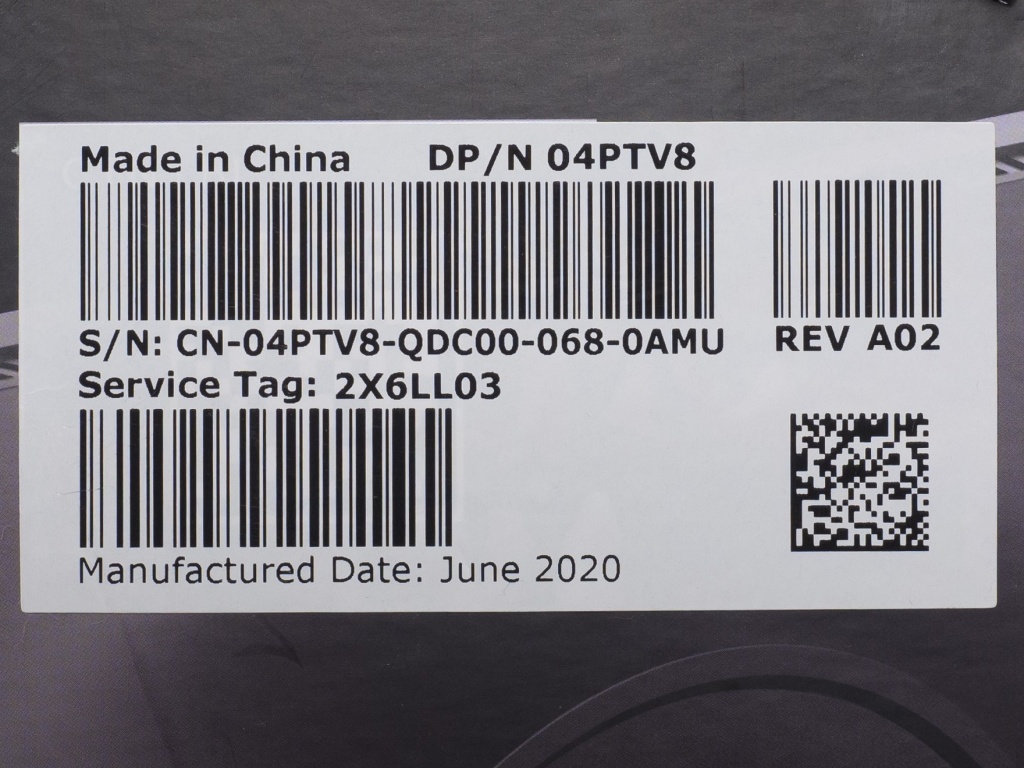 Made in China DP/N 04PTV8
S/N: CN-04PTV8-QDC00-068-0AMU REV A02
Service Tag: 2X6LL03
Manufactured Date: June 2020